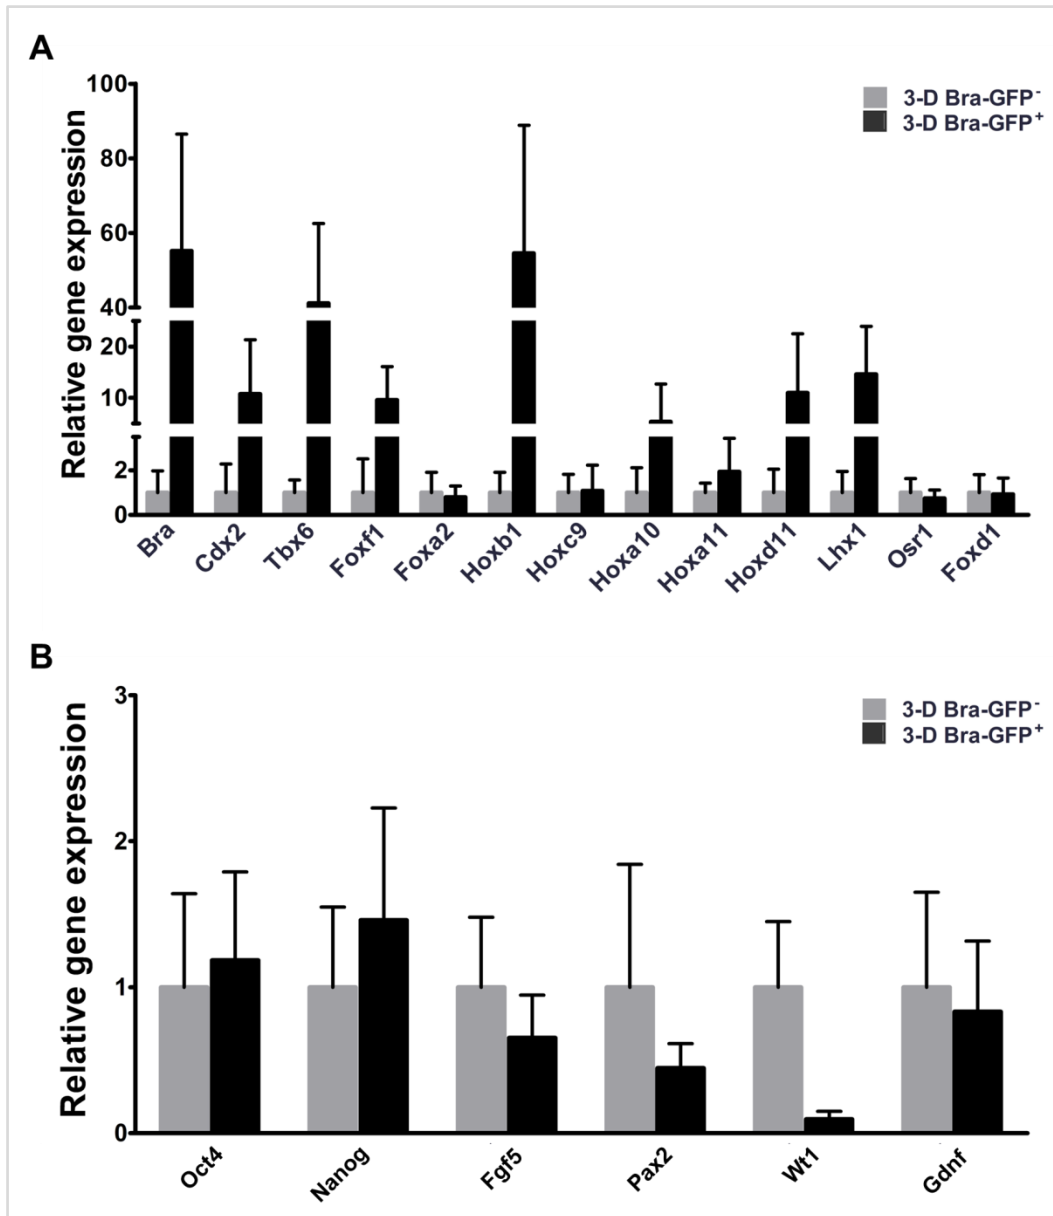 A
Relative gene expression
100
80
60
40
20
10
2
0
3-D Bra-GFP-
3-D Bra-GFP+
Bra
Cdx2
Tbx6
Foxf1
Foxa2
Hoxb1
Hoxc9
Hoxa10
Hoxa11
Hoxd11
Lhx1
Osr1
Foxd1
B
Relative gene expression
3
2
1
0
3-D Bra-GFP-
3-D Bra-GFP+
Oct4
Nanog
Fgf5
Pax2
Wt1
Gdnf